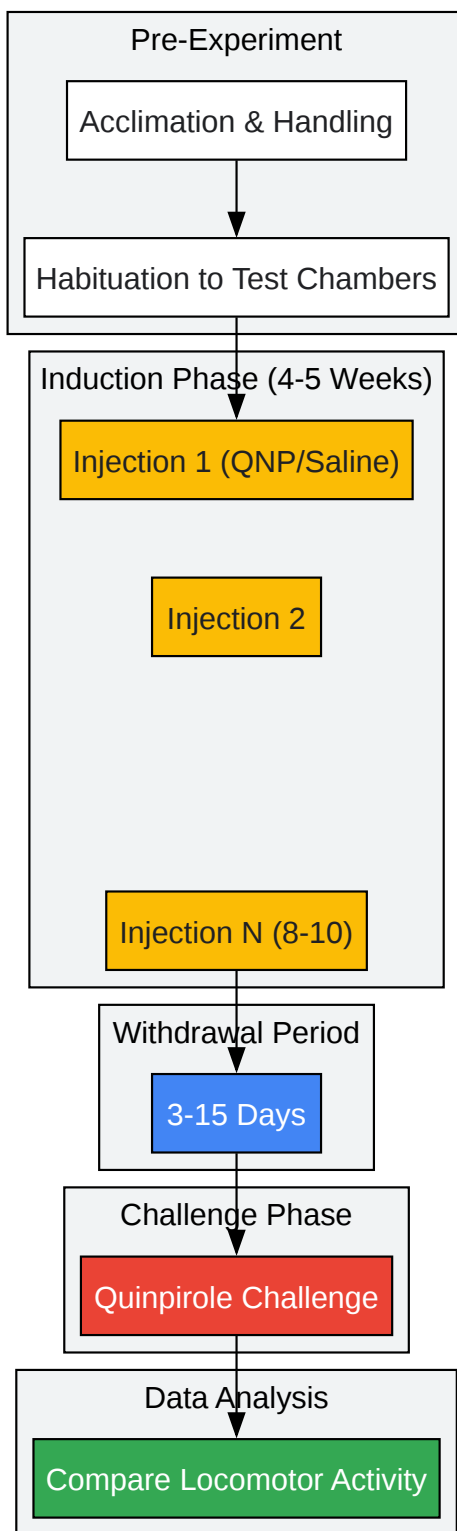 Pre-Experiment
Acclimation & Handling
Habituation to Test Chambers
Induction Phase (4-5 Weeks)
Injection 1 (QNP/Saline)
Injection 2
Injection N (8-10)
Withdrawal Period
3-15 Days
Challenge Phase
Quinpirole Challenge
Data Analysis
Compare Locomotor Activity